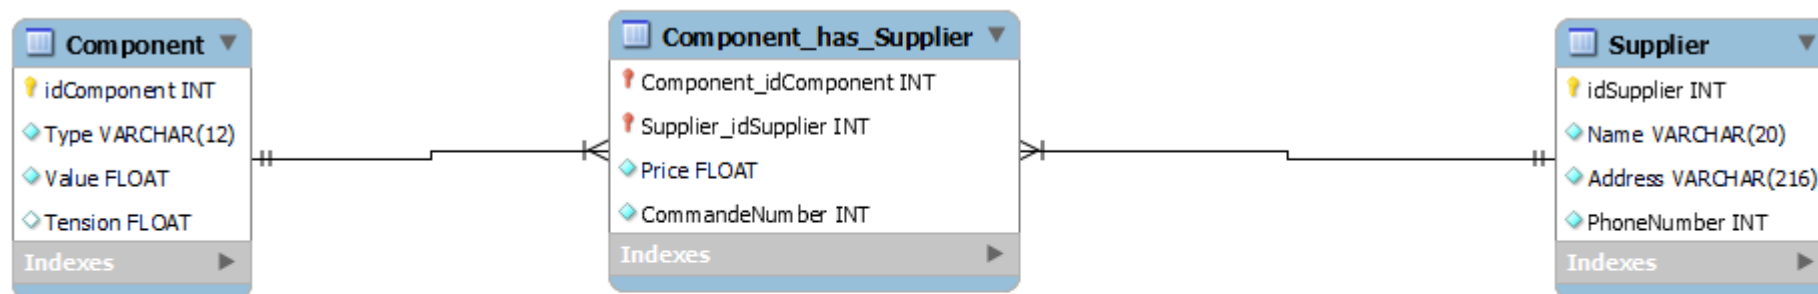 Component
idComponent INT
Type VARCHAR(12)
Value FLOAT
Tension FLOAT
Indexes
Component_has_Supplier
Component_idComponent INT
Supplier_idSupplier INT
Price FLOAT
CommandeNumber INT
Indexes
Supplier
idSupplier INT
Name VARCHAR(20)
Address VARCHAR(216)
PhoneNumber INT
Indexes